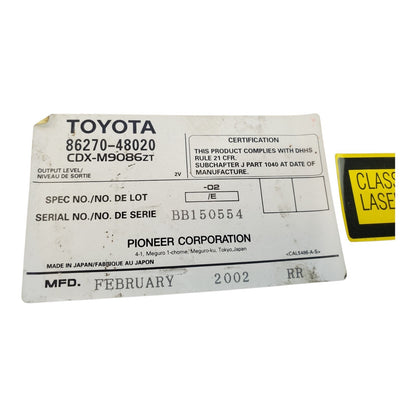 TOYOTA
86270-48020
CDX-M9086ZT
OUTPUT LEVEL/
NIVEAU DE SORTIE 2V
CERTIFICATION
THIS PRODUCT COMPLIES WITH DHHS
RULE 21 CFR.
SUBCHAPTER J PART 1040 AT DATE OF
MANUFACTURE.
SPEC NO./NO. DE LOT -02 /E
SERIAL NO./NO. DE SERIE BB150554
PIONEER CORPORATION
4-1, Meguro 1-chome, Meguro-ku, Tokyo, Japan
MADE IN JAPAN/FABRIQUE AU JAPON
<CAL5486-A-S>
MFD. FEBRUARY 2002 RR
CLASS
LASE